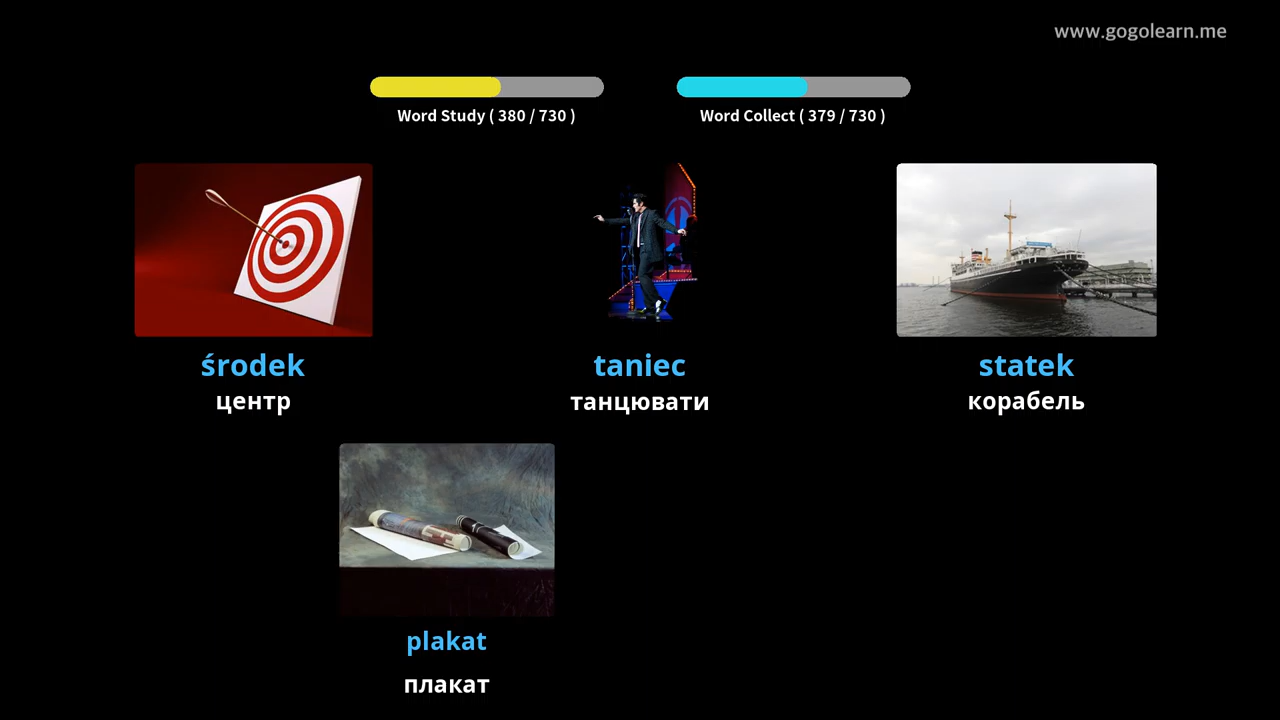 www.gogolearn.me
Word Study ( 380 / 730 )
Word Collect ( 379 / 730 )
środek
taniec
statek
центр
танцювати
корабель
plakat
плакат